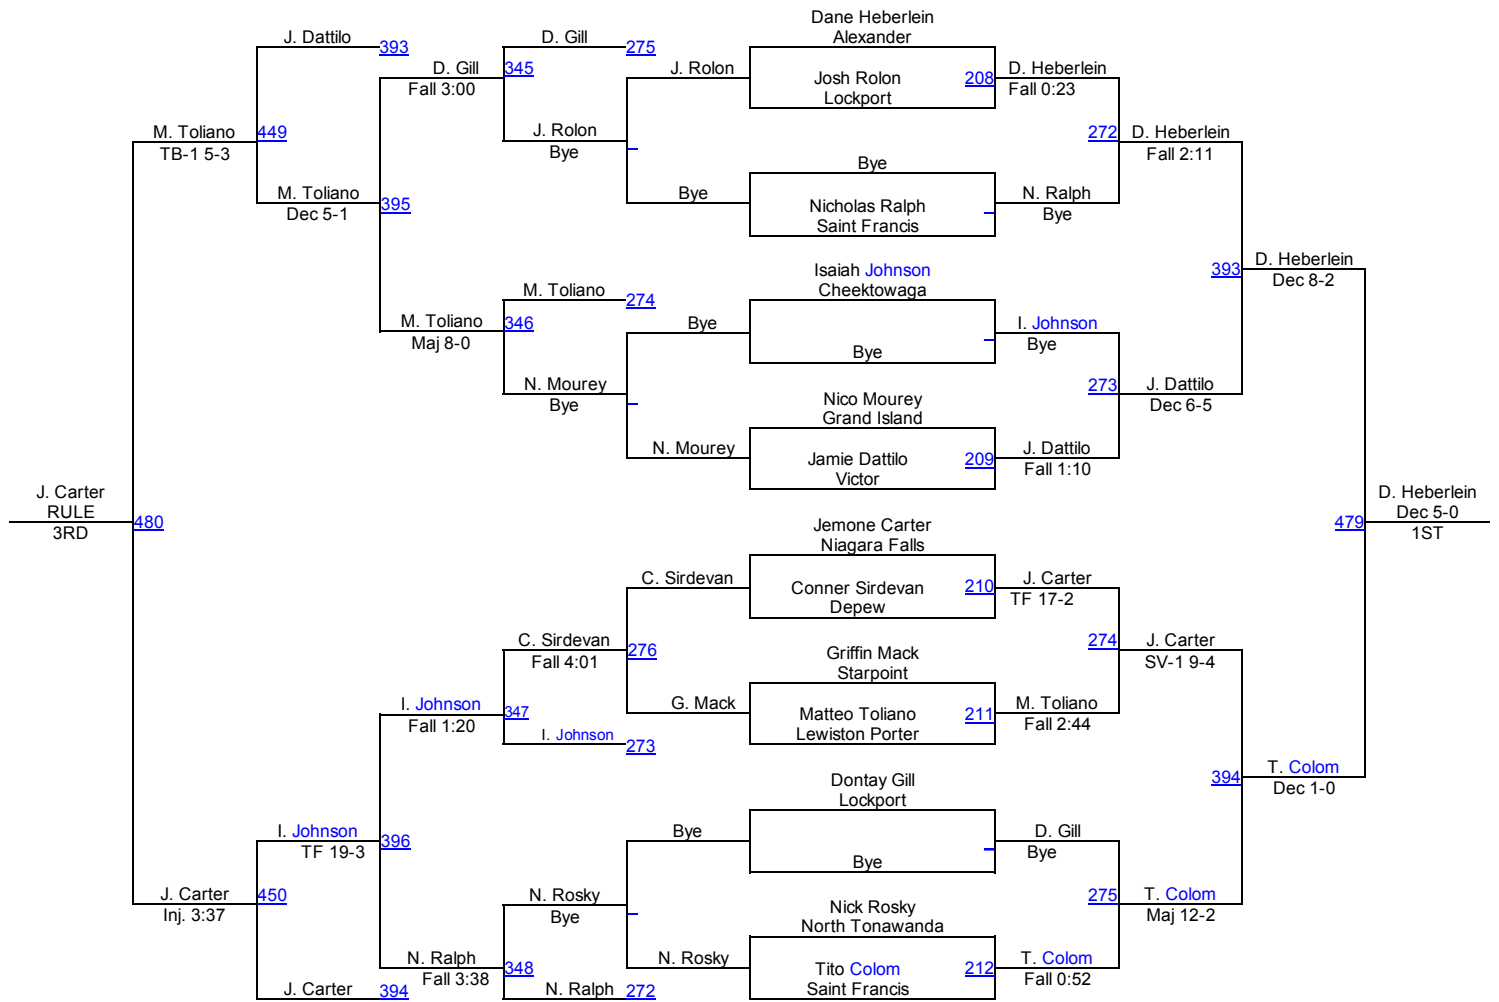 Dane Heberlein
Alexander
J. Dattilo 393
D. Gill 275
D. Gill 345
Fall 3:00
J. Rolon
Josh Rolon 208
Lockport
D. Heberlein
Fall 0:23
M. Toliano 449
TB-1 5-3
J. Rolon
Bye
272 D. Heberlein
Fall 2:11
Bye
M. Toliano 395
Dec 5-1
Bye
Nicholas Ralph
Saint Francis
N. Ralph
Bye
Isaiah Johnson
Cheektowaga
393 D. Heberlein
Dec 8-2
M. Toliano 274
M. Toliano 346
Maj 8-0
Bye
Bye
I. Johnson
Bye
N. Mourey
Bye
273 J. Dattilo
Dec 6-5
Nico Mourey
Grand Island
N. Mourey
Jamie Dattilo 209
Victor
J. Dattilo
Fall 1:10
J. Carter
RULE 480
3RD
D. Heberlein
479 Dec 5-0
1ST
Jemone Carter
Niagara Falls
C. Sirdevan
Conner Sirdevan 210
Depew
J. Carter
TF 17-2
C. Sirdevan 276
Fall 4:01
274 J. Carter
SV-1 9-4
Griffin Mack
Starpoint
I. Johnson 347
Fall 1:20
G. Mack
Matteo Toliano 211
Lewiston Porter
M. Toliano
Fall 2:44
I. Johnson 273
394 T. Colom
Dec 1-0
Dontay Gill
Lockport
I. Johnson 396
TF 19-3
Bye
Bye
D. Gill
Bye
J. Carter 450
Inj. 3:37
N. Rosky
Bye
275 T. Colom
Maj 12-2
Nick Rosky
North Tonawanda
N. Ralph 348
Fall 3:38
N. Rosky
Tito Colom 212
Saint Francis
T. Colom
Fall 0:52
J. Carter 394
N. Ralph 272